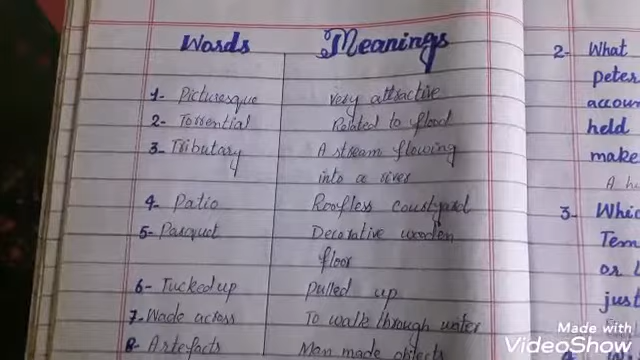 Words Meanings
1- Picturesque very attractive
2- Torrential Related to flood
3- Tributary A stream flowing
into a river
4- Patio Roofless courtyard
5- Parquet Decorative wooden
floor
6- Tucked up pulled up
7- Wade across To walk through water
8- Artefacts Man made objects
2- What
peter
accoun
held
make
3- Whic
Tem
or
just
Made with
VideoShow